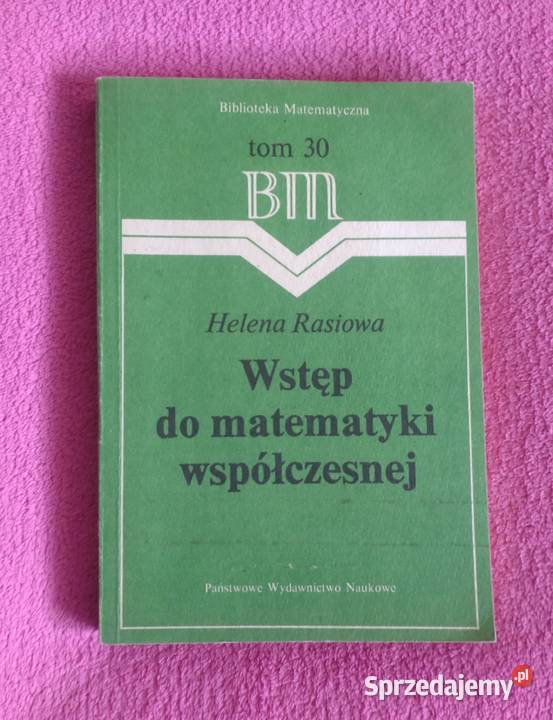 Biblioteka Matematyczna
tom 30
BM
Helena Rasiowa
Wstęp
do matematyki
współczesnej
Państwowe Wydawnictwo Naukowe
Sprzedajemy.pl